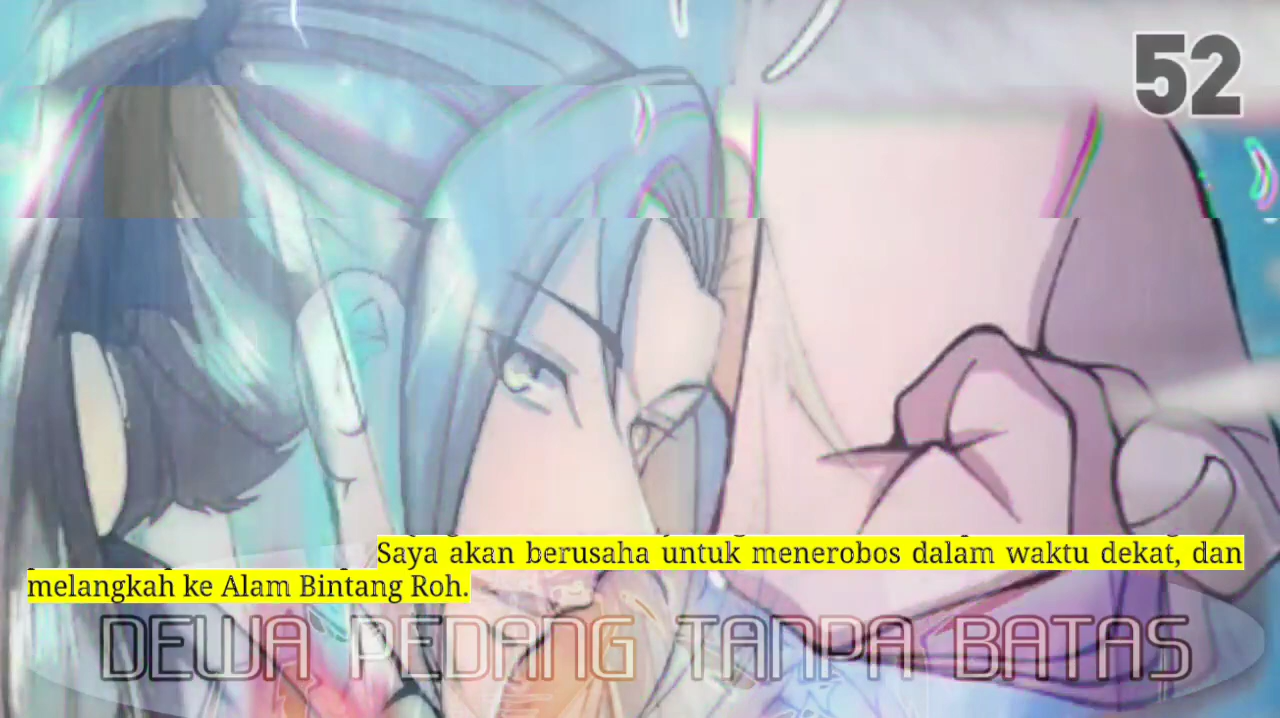 52
Saya akan berusaha untuk menerobos dalam waktu dekat, dan
melangkah ke Alam Bintang Roh.
DEWA PEDANG TANPA BATAS